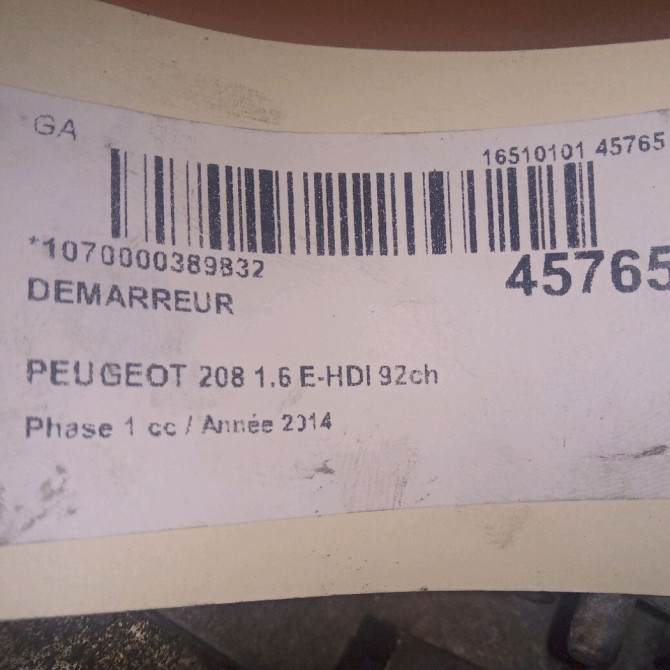 GA
16510101 45765
*1070000389832
45765
DEMARREUR
PEUGEOT 208 1.6 E-HDI 92ch
Phase 1 cc / Année 2014